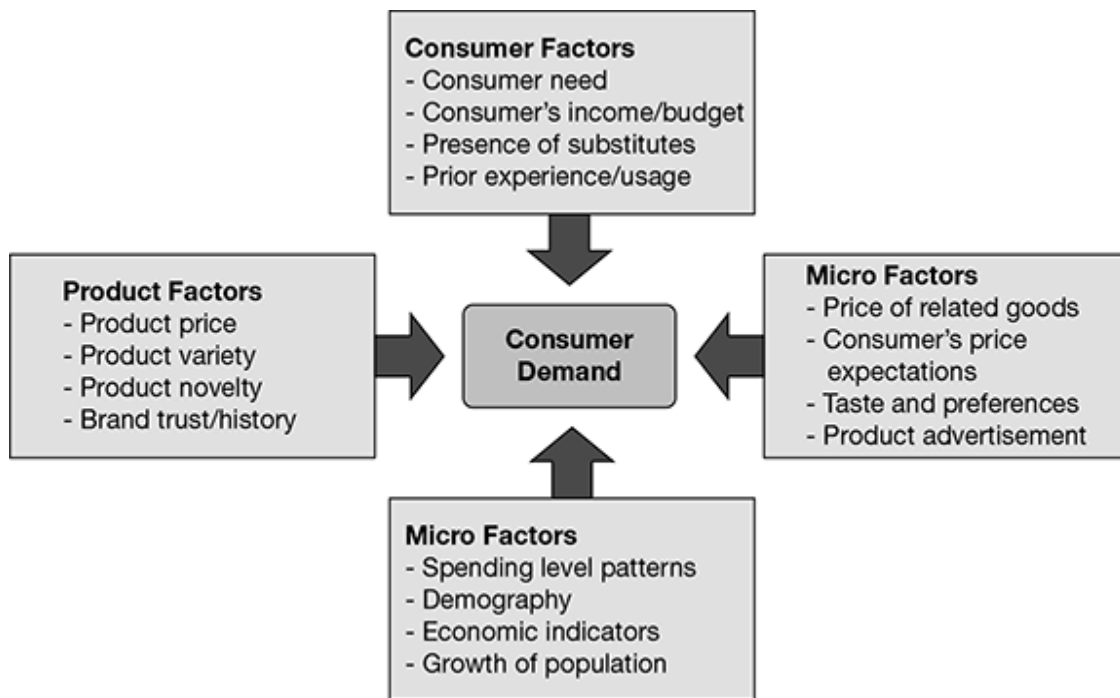 Consumer Factors
- Consumer need
- Consumer’s income/budget
- Presence of substitutes
- Prior experience/usage
Product Factors
- Product price
- Product variety
- Product novelty
- Brand trust/history
Consumer
Demand
Micro Factors
- Price of related goods
- Consumer’s price
expectations
- Taste and preferences
- Product advertisement
Micro Factors
- Spending level patterns
- Demography
- Economic indicators
- Growth of population